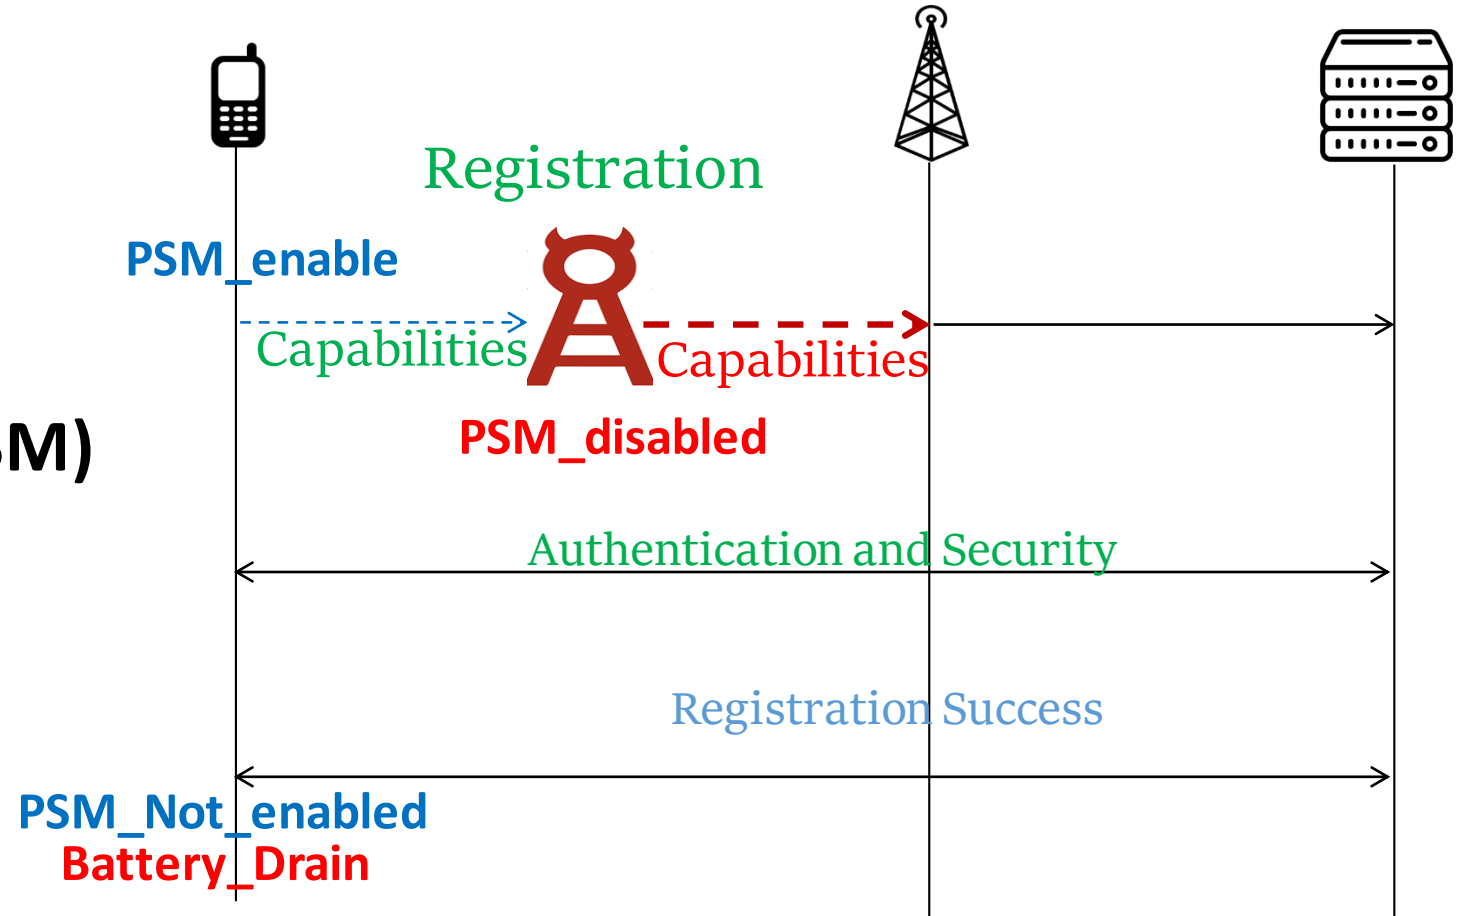 Registration
PSM_enable
Capabilities
Capabilities
PSM_disabled
M)
Authentication and Security
Registration Success
PSM_Not_enabled
Battery_Drain